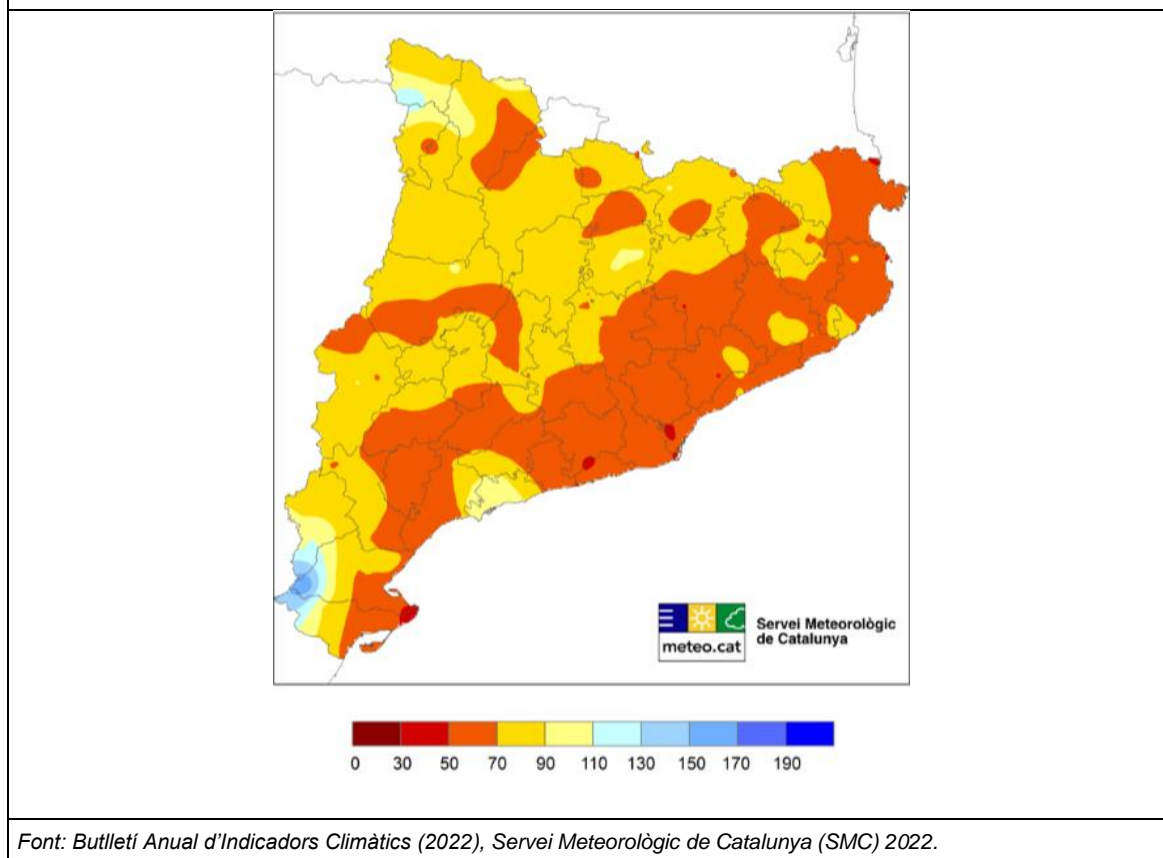 Servei Meteorològic
de Catalunya
meteo.cat
0 30 50 70 90 110 130 150 170 190
Font: Butlletí Anual d’Indicadors Climàtics (2022), Servei Meteorològic de Catalunya (SMC) 2022.